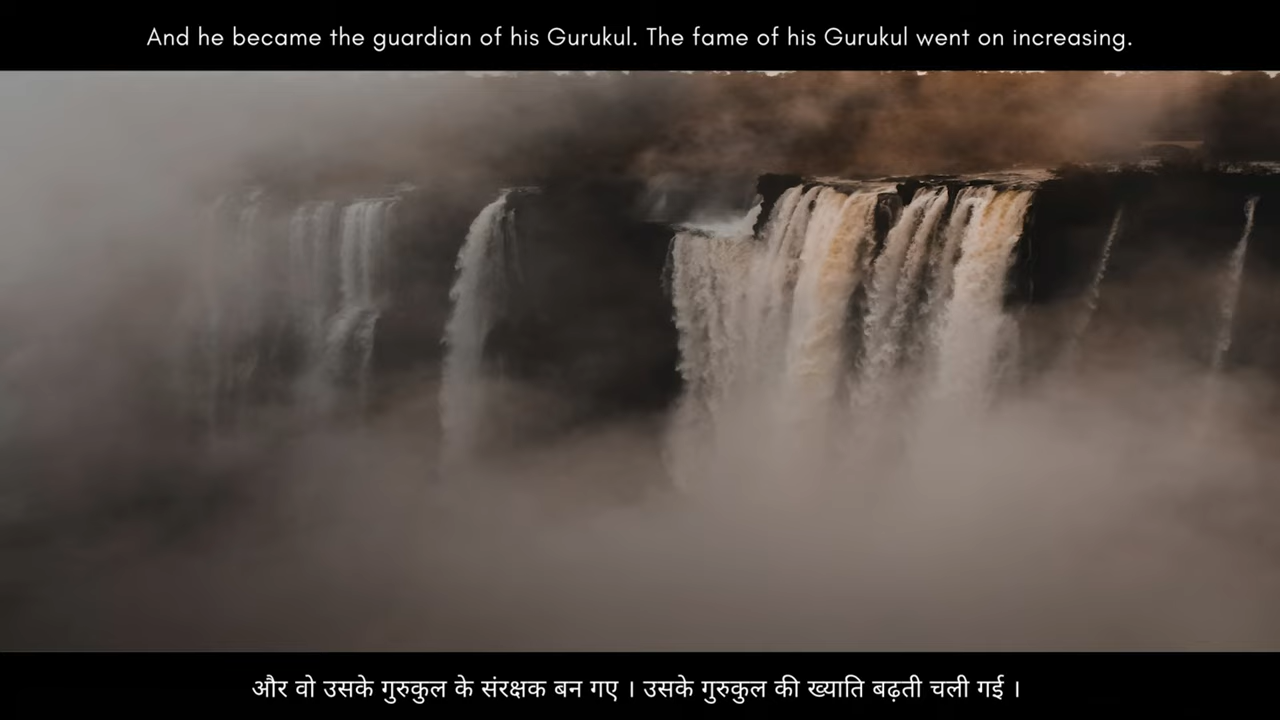 And he became the guardian of his Gurukul. The fame of his Gurukul went on increasing.
और वो उसके गुरुकुल के संरक्षक बन गए । उसके गुरुकुल की ख्याति बढ़ती चली गई ।